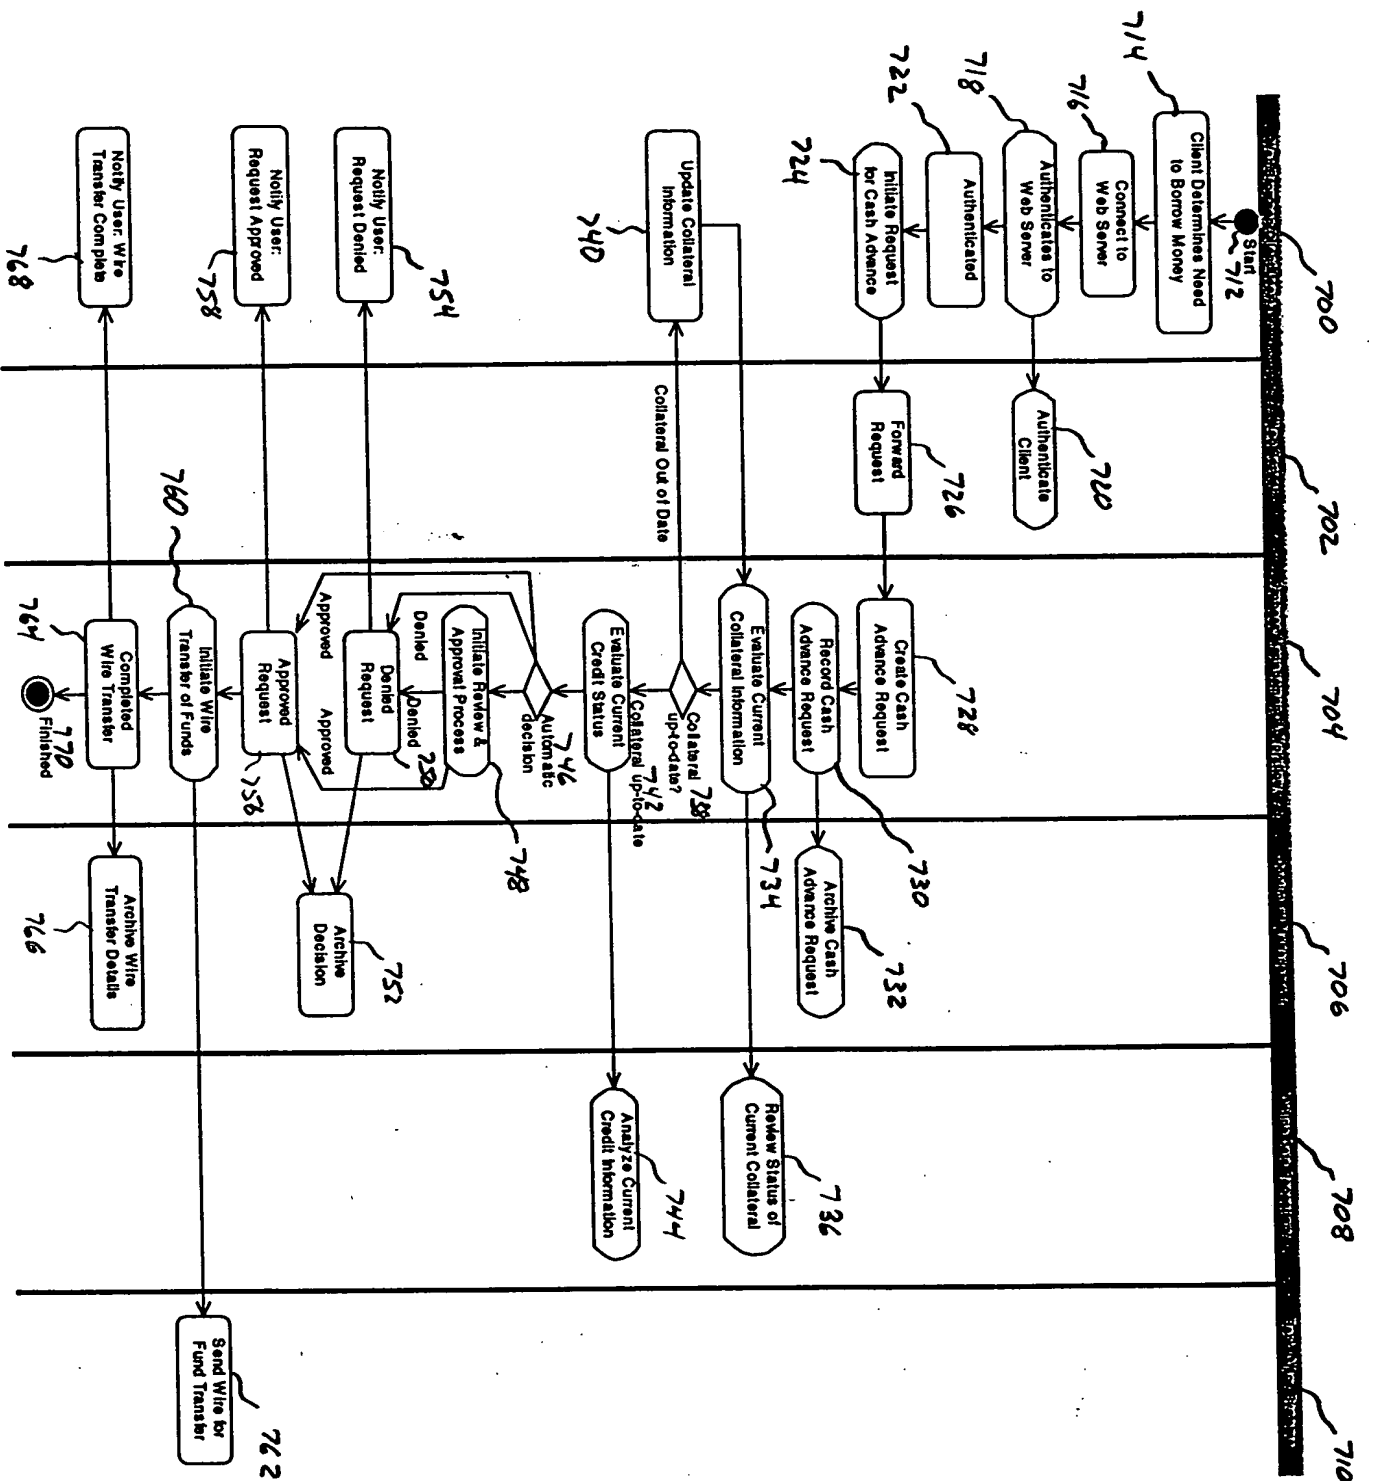 700
702
704
706
708
710
Start
712
714
Client Determines Need
to Borrow Money
716
Connect to
Web Server
718
Authenticates to
Web Server
720
Authenticate
Client
722
Authenticated
724
Initiate Request
for Cash Advance
Forward
Request
726
Create Cash
Advance Request
728
Record Cash
Advance Request
730
Archive Cash
Advance Request
732
Evaluate Current
Collateral Information
734
Review Status of
Current Collateral
736
Collateral
up-to-date?
738
Collateral Out of Date
Update Collateral
Information
740
Collateral up-to-date
742
Evaluate Current
Credit Status
Analyze Current
Credit Information
744
746
Automatic
decision
Initiate Review &
Approval Process
748
Denied
Denied
Denied
Request
750
Archive
Decision
752
Notify User:
Request Denied
754
Approved
Approved
Approved
Request
756
Notify User:
Request Approved
758
760
Initiate Wire
Transfer of Funds
Send Wire for
Fund Transfer
762
Completed
Wire Transfer
764
Archive Wire
Transfer Details
766
Notify User: Wire
Transfer Complete
768
770
Finished